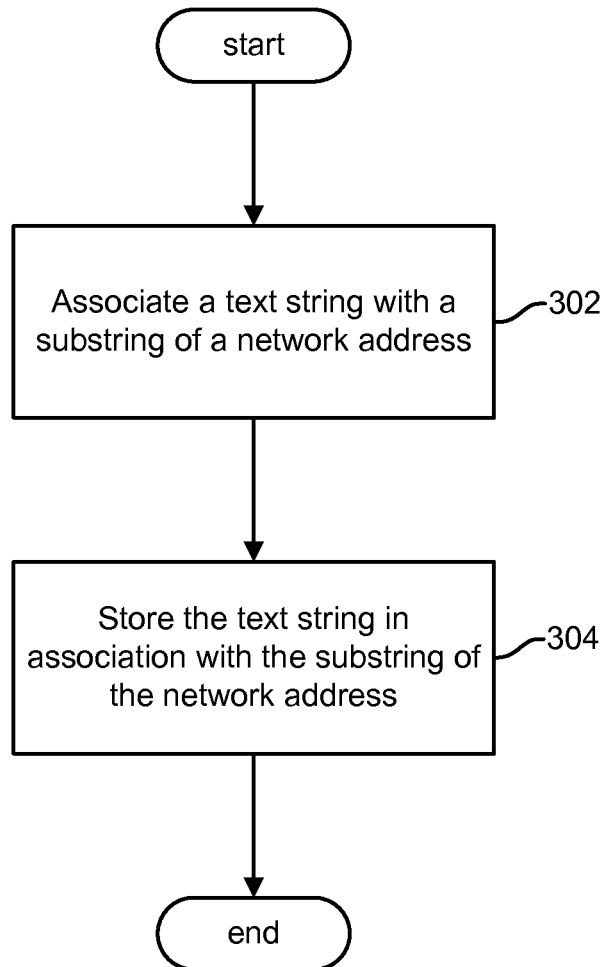 start
Associate a text string with a
substring of a network address
302
Store the text string in
association with the substring of
the network address
304
end